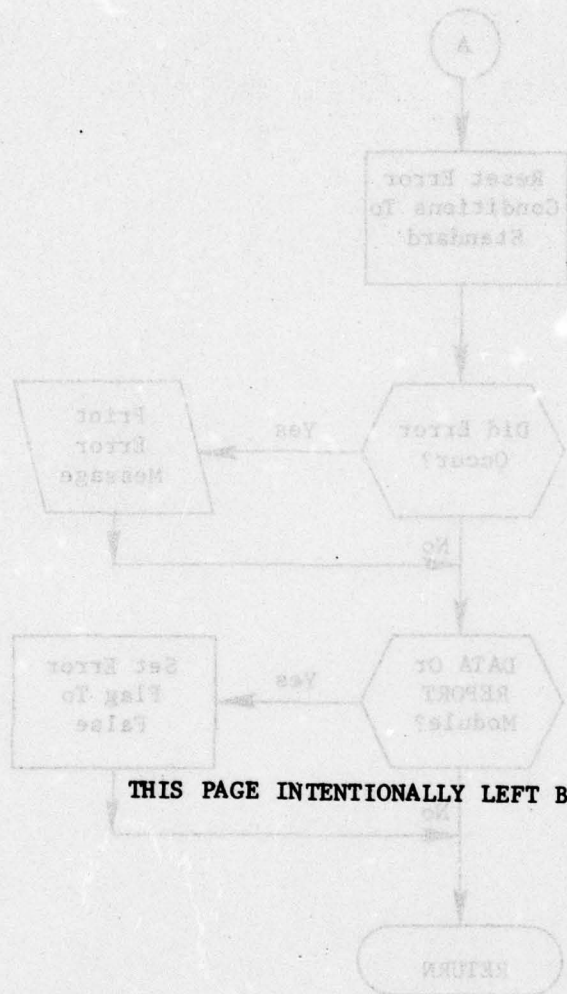 A
Reset Error
Conditions To
Standard
Did Error
Occur?
Yes
Print
Error
Message
No
DATA Or
REPORT
Module?
Yes
Set Error
Flag To
False
THIS PAGE INTENTIONALLY LEFT B
No
RETURN